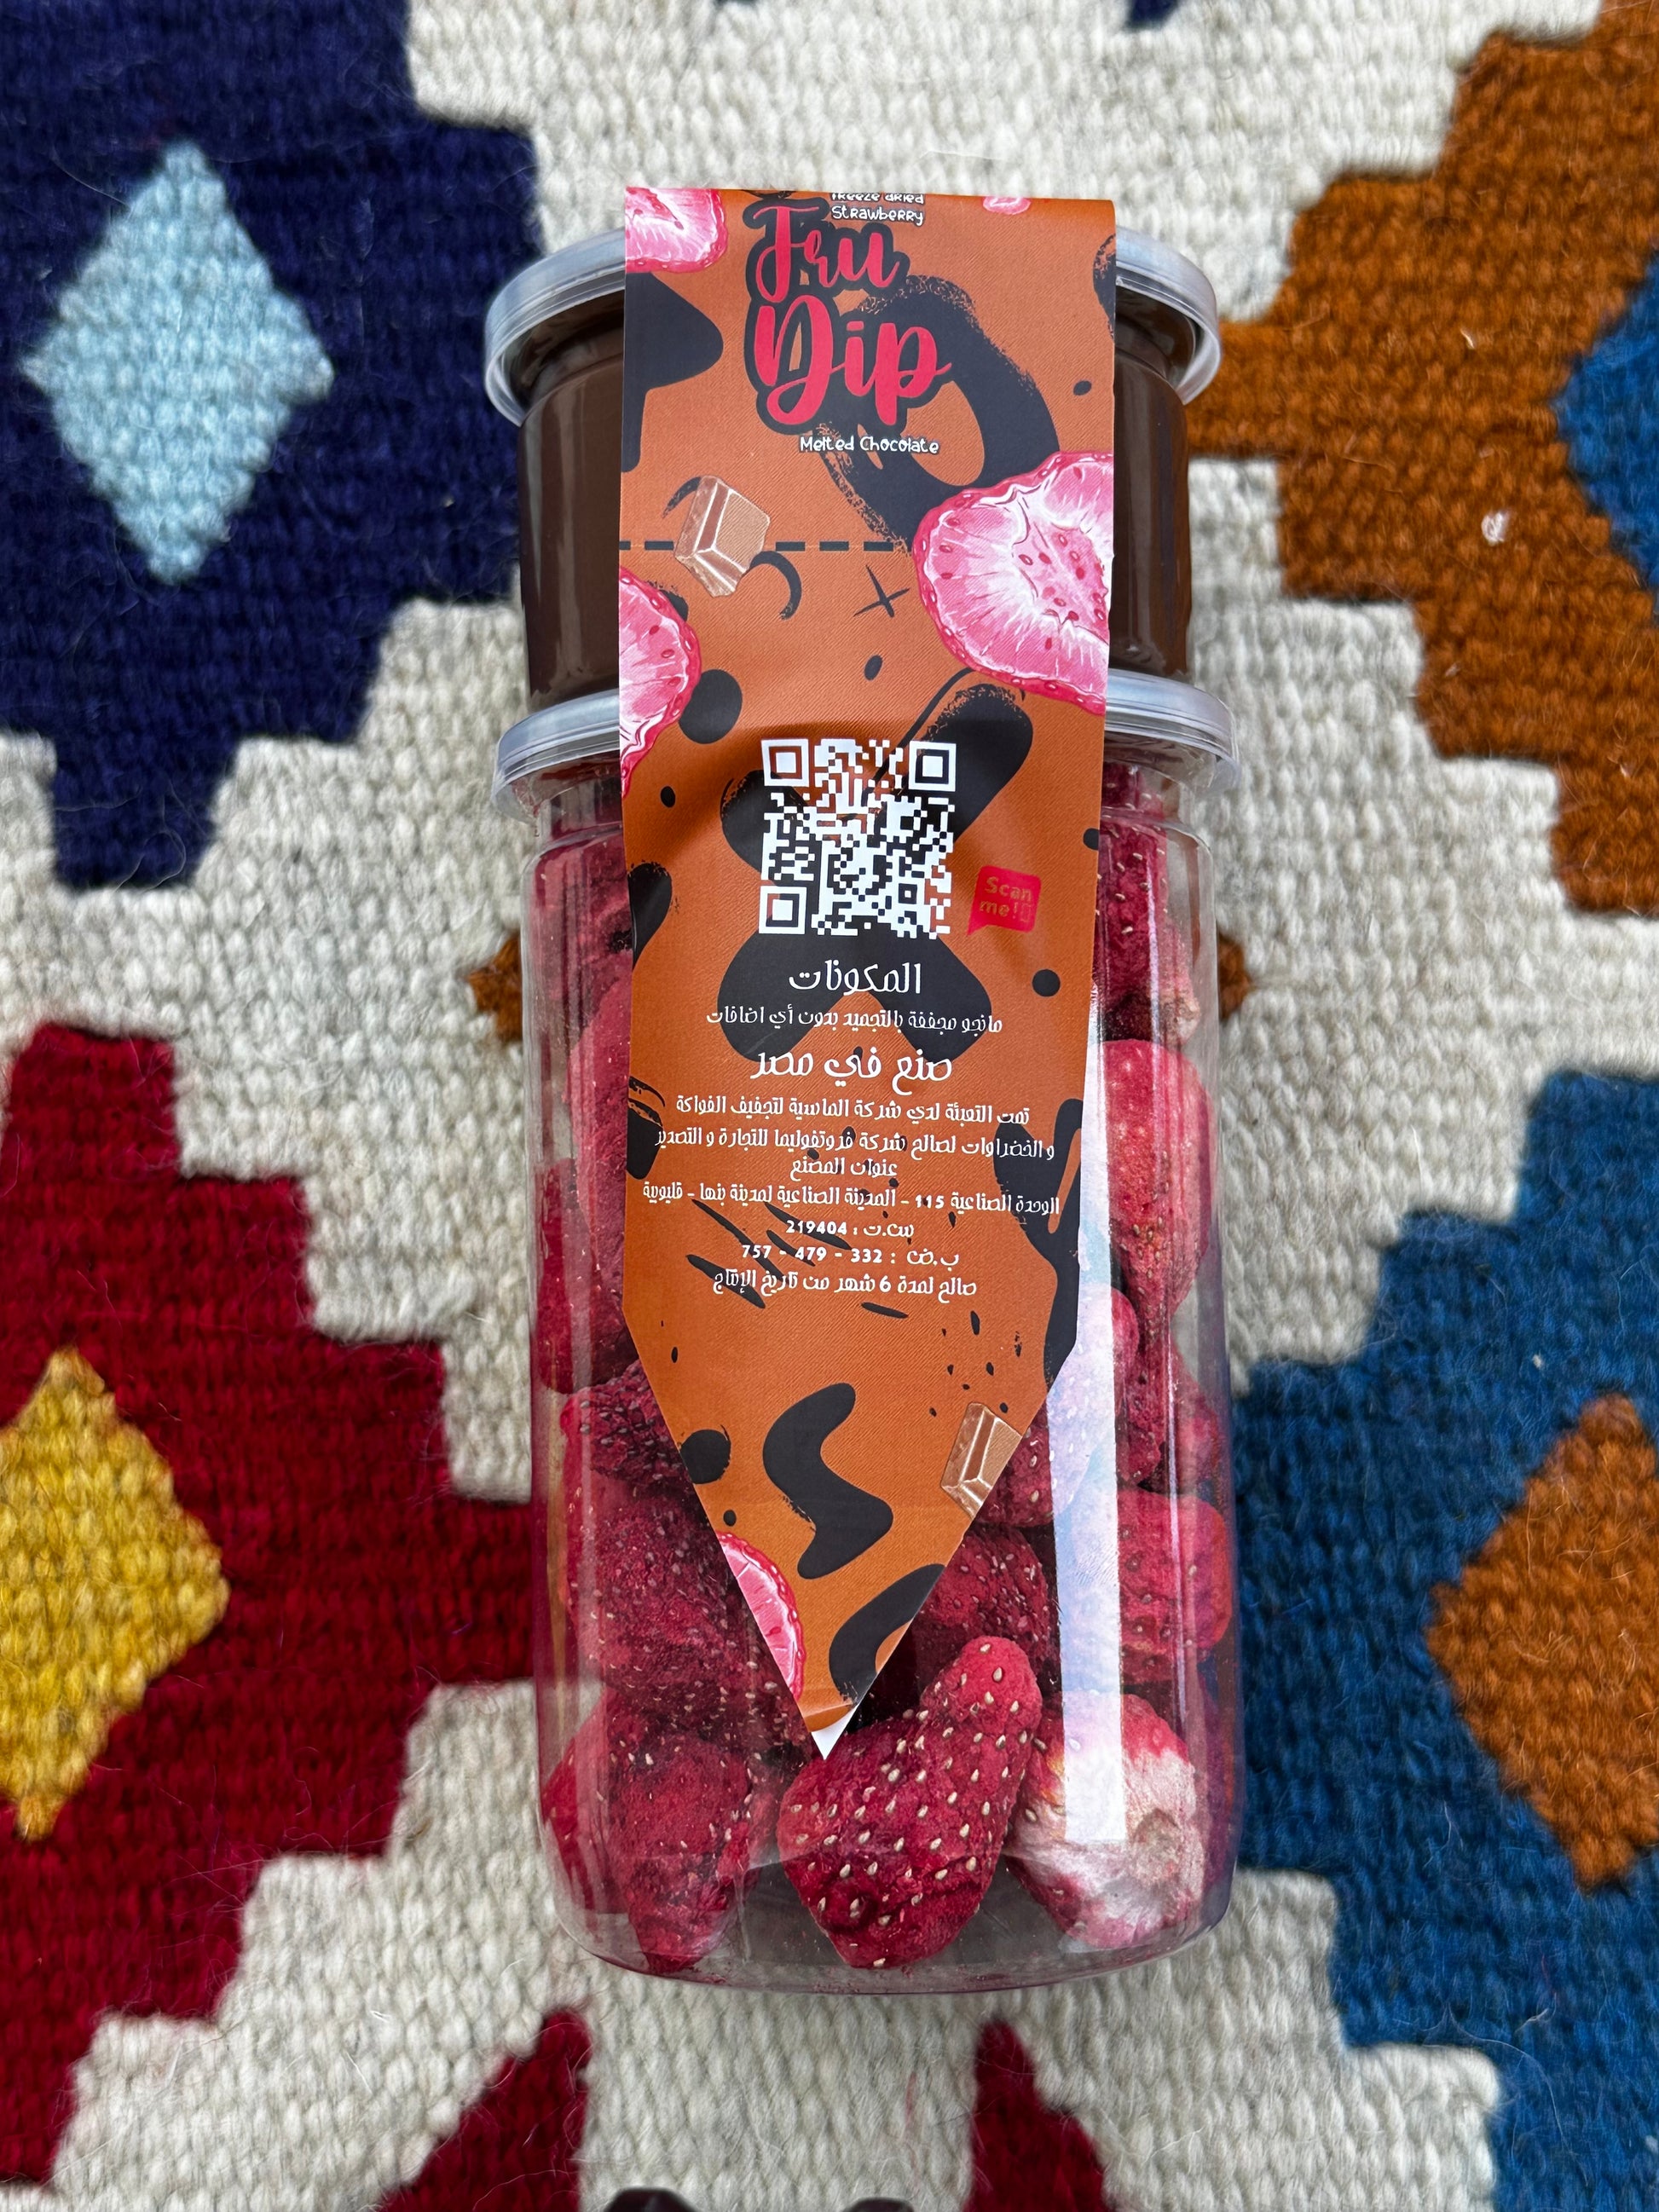 freeze dried
Strawberry
Fru
Dip
Melted Chocolate
Scan
me!
المكونات
مانجو مجففة بالتجميد بدون أي اضافات
صنع في مصر
تمت التعبئة لدي شركة الماسية لتجفيف الفواكة
و الخضراوات لصالح شركة فروتفوليما للتجارة و التصدير
عنوان المصنع
الوحدة الصناعية 115 - المدينة الصناعية لمدينة بنها - قليوبية
س.ت : 219404
ب.ض : 332 - 479 - 757
صالح لمدة 6 شهر من تاريخ الإنتاج